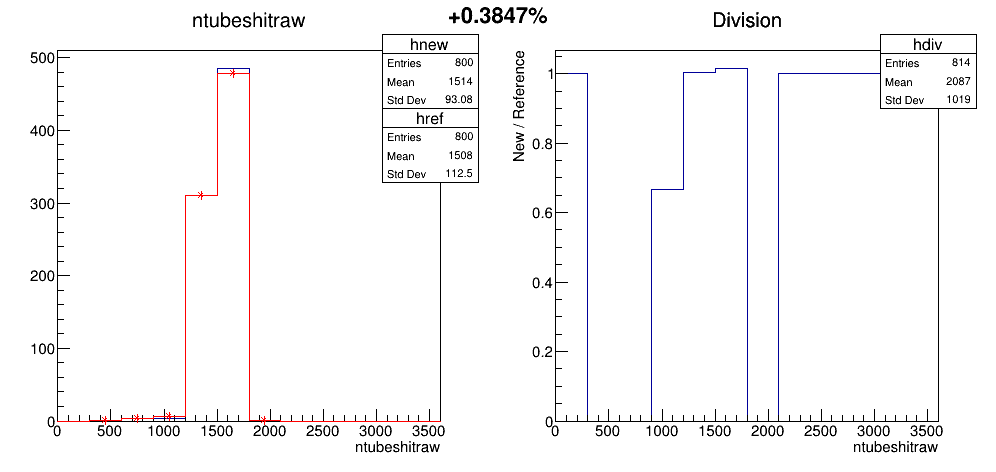 +0.3847%
ntubeshitraw
hnew
Entries 800
Mean 1514
Std Dev 93.08
href
Entries 800
Mean 1508
Std Dev 112.5
500
400
300
200
100
0
0 500 1000 1500 2000 2500 3000 3500
ntubeshitraw
Division
hdiv
Entries 814
Mean 2087
Std Dev 1019
New / Reference
1
0.8
0.6
0.4
0.2
0
0 500 1000 1500 2000 2500 3000 3500
ntubeshitraw